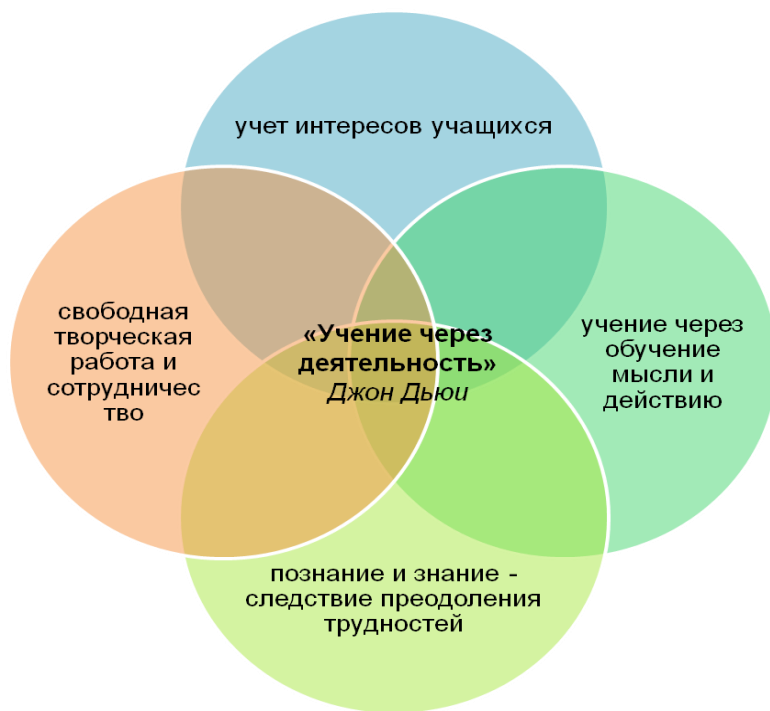 учет интересов учащихся
свободная
творческая
работа и
сотрудничес
тво
«Учение через
деятельность»
Джон Дьюи
учение через
обучение
мысли и
действию
познание и знание -
следствие преодоления
трудностей